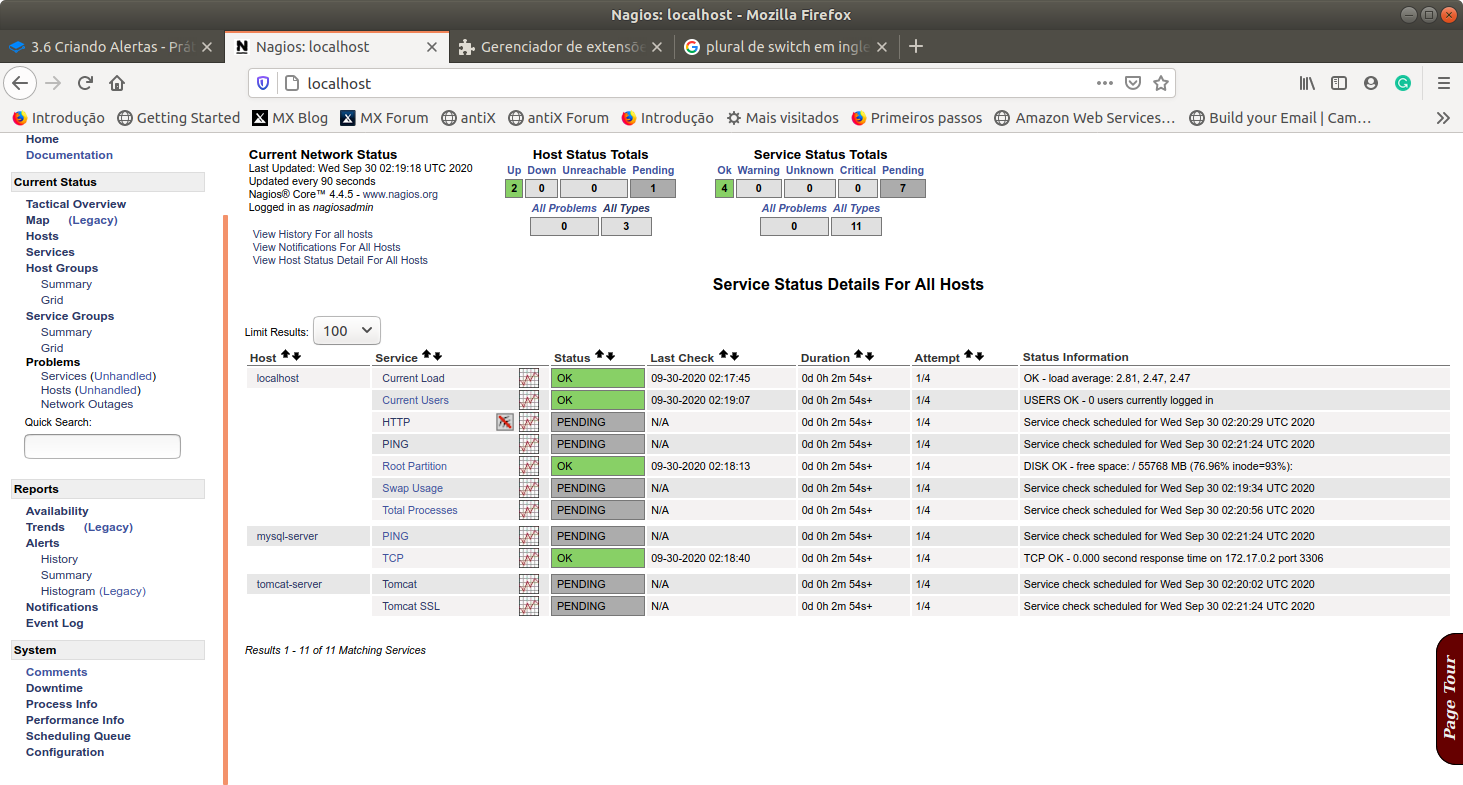 Nagios: localhost - Mozilla Firefox
3.6 Criando Alertas - Prát
Nagios: localhost
Gerenciador de extensõe
plural de switch em ingle
localhost
Introdução Getting Started MX Blog MX Forum antiX antiX Forum Introdução Mais visitados Primeiros passos Amazon Web Services… Build your Email | Cam…
Home
Documentation
Current Status
Tactical Overview
Map (Legacy)
Hosts
Services
Host Groups
Summary
Grid
Service Groups
Summary
Grid
Problems
Services (Unhandled)
Hosts (Unhandled)
Network Outages
Quick Search:
Reports
Availability
Trends (Legacy)
Alerts
History
Summary
Histogram (Legacy)
Notifications
Event Log
System
Comments
Downtime
Process Info
Performance Info
Scheduling Queue
Configuration
Current Network Status
Last Updated: Wed Sep 30 02:19:18 UTC 2020
Updated every 90 seconds
Nagios® Core™ 4.4.5 - www.nagios.org
Logged in as nagiosadmin
View History For all hosts
View Notifications For All Hosts
View Host Status Detail For All Hosts
Host Status Totals
Up Down Unreachable Pending
2 0 0 1
All Problems All Types
0 3
Service Status Totals
Ok Warning Unknown Critical Pending
4 0 0 0 7
All Problems All Types
0 11
Service Status Details For All Hosts
Limit Results: 100
Host Service Status Last Check Duration Attempt Status Information
localhost Current Load OK 09-30-2020 02:17:45 0d 0h 2m 54s+ 1/4 OK - load average: 2.81, 2.47, 2.47
Current Users OK 09-30-2020 02:19:07 0d 0h 2m 54s+ 1/4 USERS OK - 0 users currently logged in
HTTP PENDING N/A 0d 0h 2m 54s+ 1/4 Service check scheduled for Wed Sep 30 02:20:29 UTC 2020
PING PENDING N/A 0d 0h 2m 54s+ 1/4 Service check scheduled for Wed Sep 30 02:21:24 UTC 2020
Root Partition OK 09-30-2020 02:18:13 0d 0h 2m 54s+ 1/4 DISK OK - free space: / 55768 MB (76.96% inode=93%):
Swap Usage PENDING N/A 0d 0h 2m 54s+ 1/4 Service check scheduled for Wed Sep 30 02:19:34 UTC 2020
Total Processes PENDING N/A 0d 0h 2m 54s+ 1/4 Service check scheduled for Wed Sep 30 02:20:56 UTC 2020
mysql-server PING PENDING N/A 0d 0h 2m 54s+ 1/4 Service check scheduled for Wed Sep 30 02:21:24 UTC 2020
TCP OK 09-30-2020 02:18:40 0d 0h 2m 54s+ 1/4 TCP OK - 0.000 second response time on 172.17.0.2 port 3306
tomcat-server Tomcat PENDING N/A 0d 0h 2m 54s+ 1/4 Service check scheduled for Wed Sep 30 02:20:02 UTC 2020
Tomcat SSL PENDING N/A 0d 0h 2m 54s+ 1/4 Service check scheduled for Wed Sep 30 02:21:24 UTC 2020
Results 1 - 11 of 11 Matching Services
Page Tour